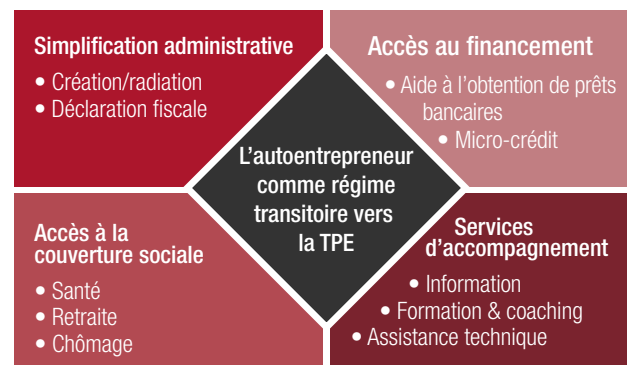 Simplification administrative
• Création/radiation
• Déclaration fiscale
Accès au financement
• Aide à l’obtention de prêts
bancaires
• Micro-crédit
L’autoentrepreneur
comme régime
transitoire vers
la TPE
Accès à la
couverture sociale
• Santé
• Retraite
• Chômage
Services
d’accompagnement
• Information
• Formation & coaching
• Assistance technique